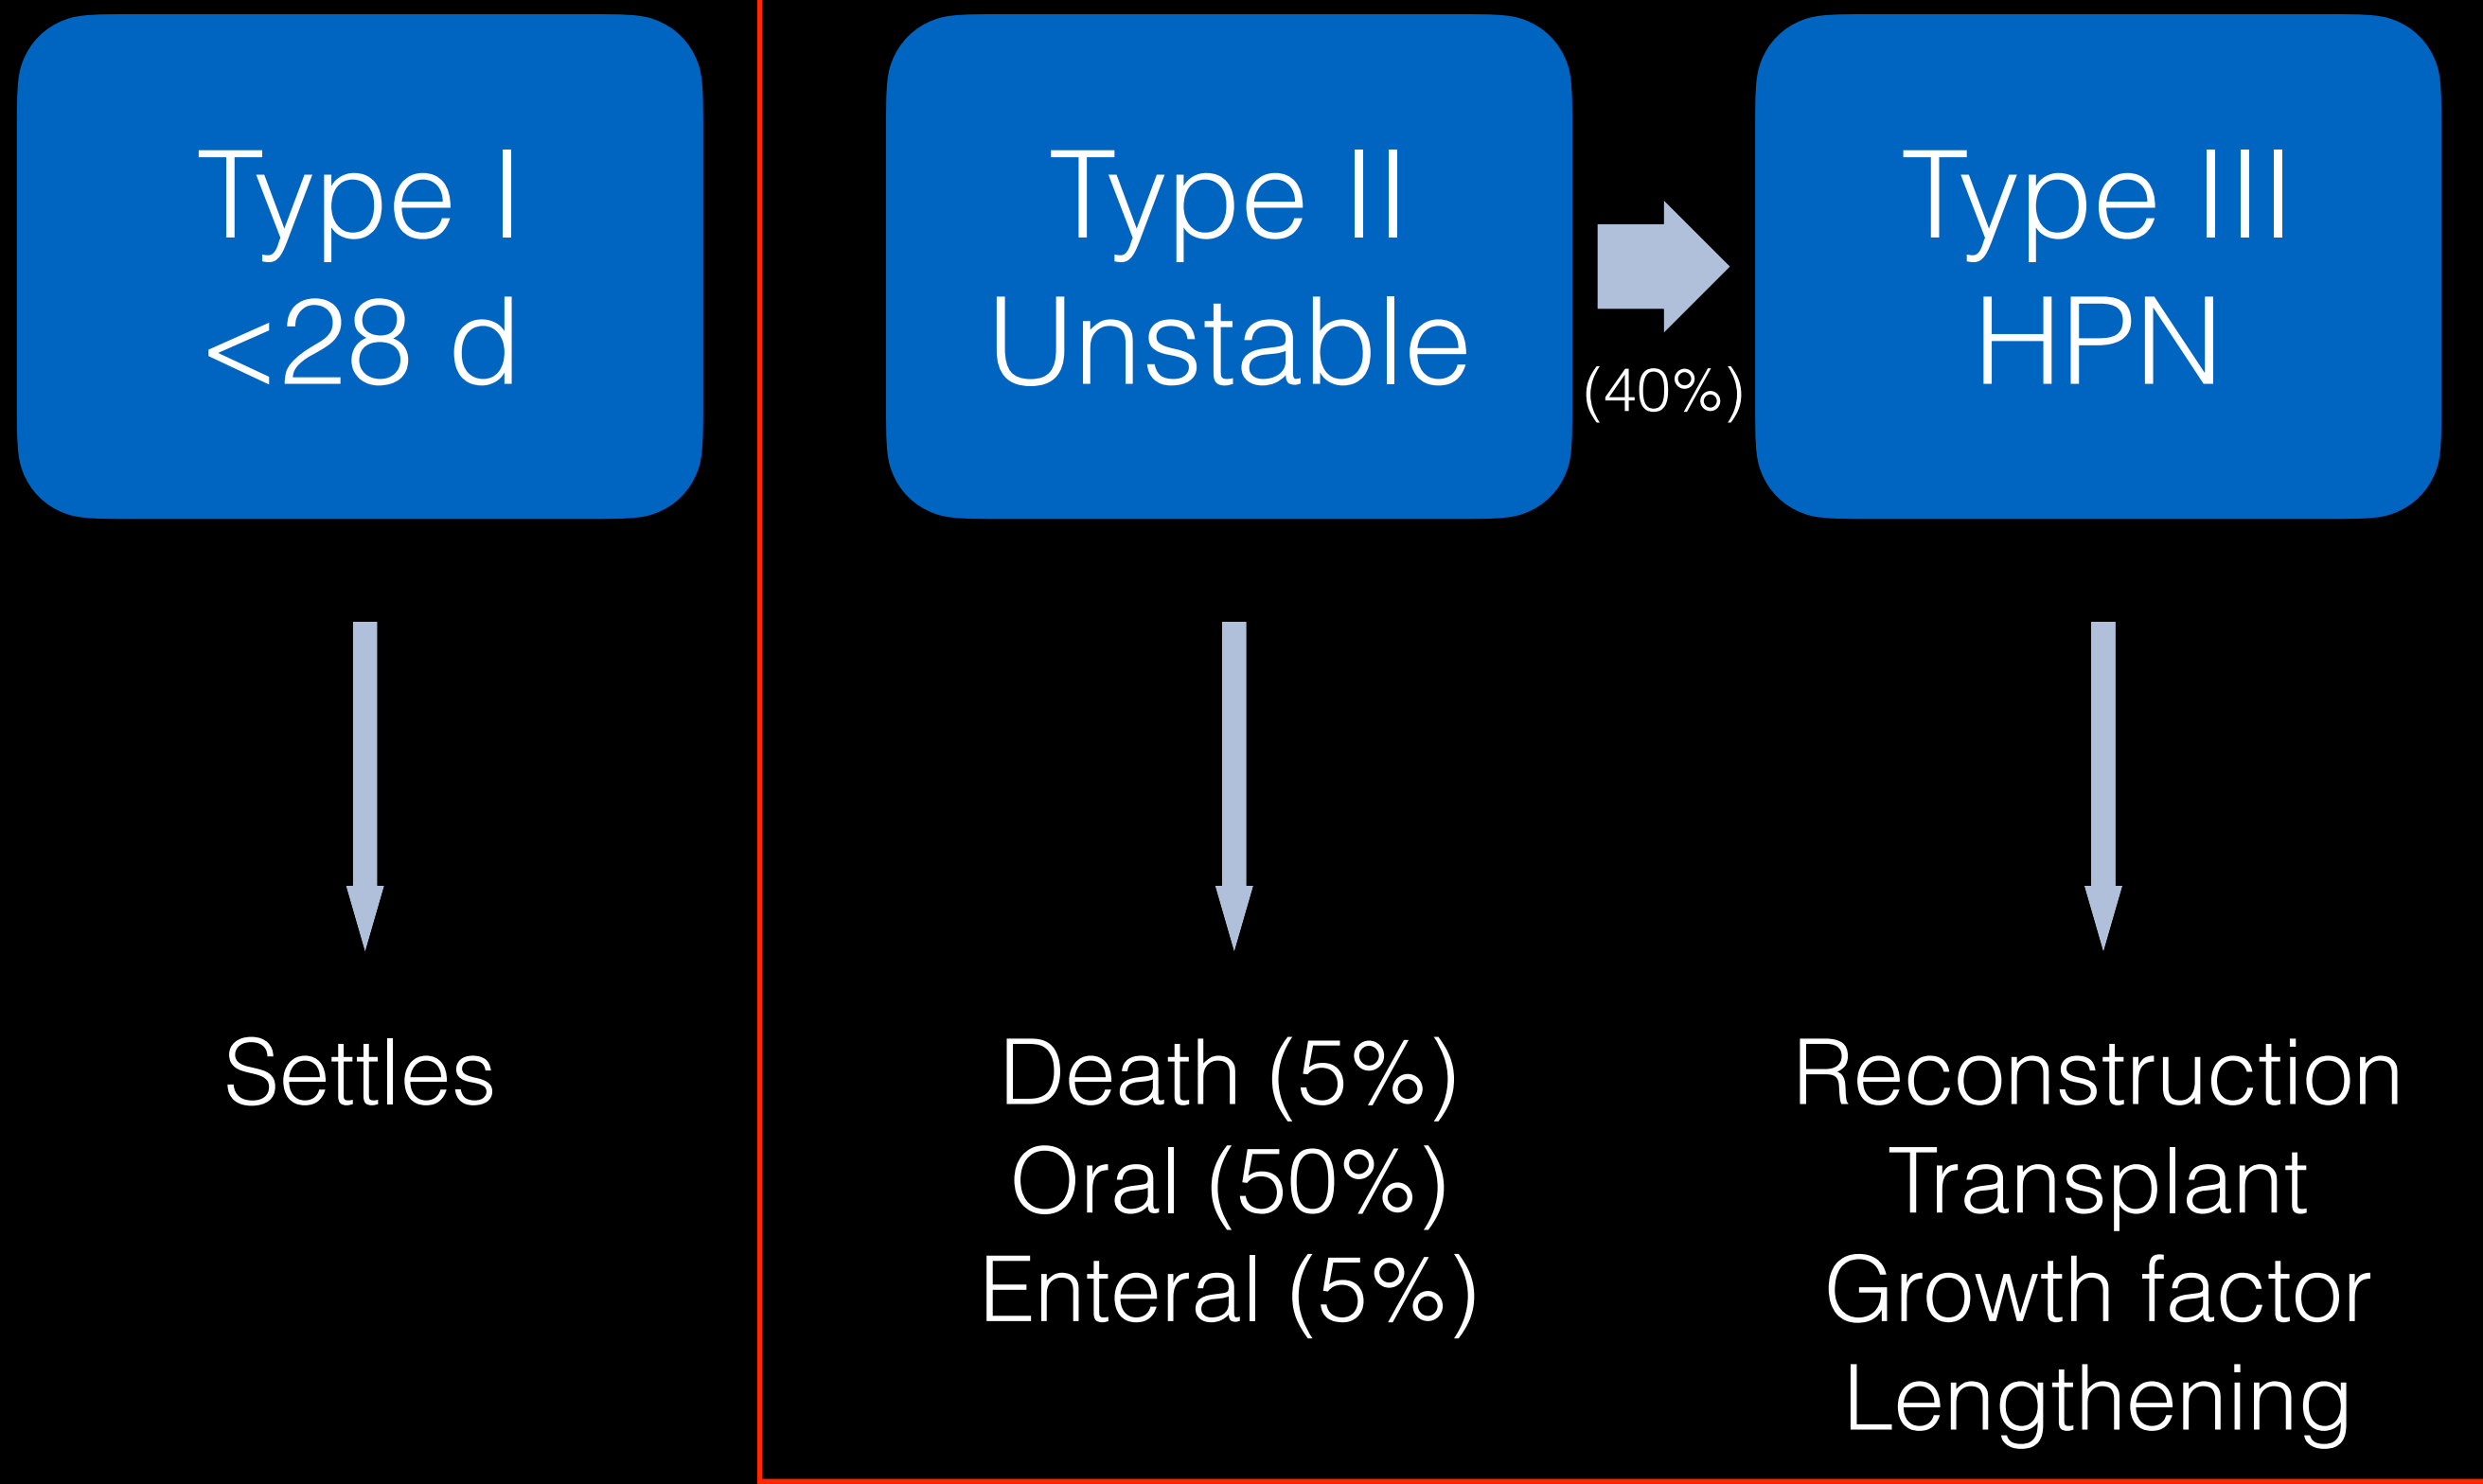 Type I
<28 d
Type II
Unstable
(40%)
Type III
HPN
Settles
Death (5%)
Oral (50%)
Enteral (5%)
Reconstruction
Transplant
Growth factor
Lengthening